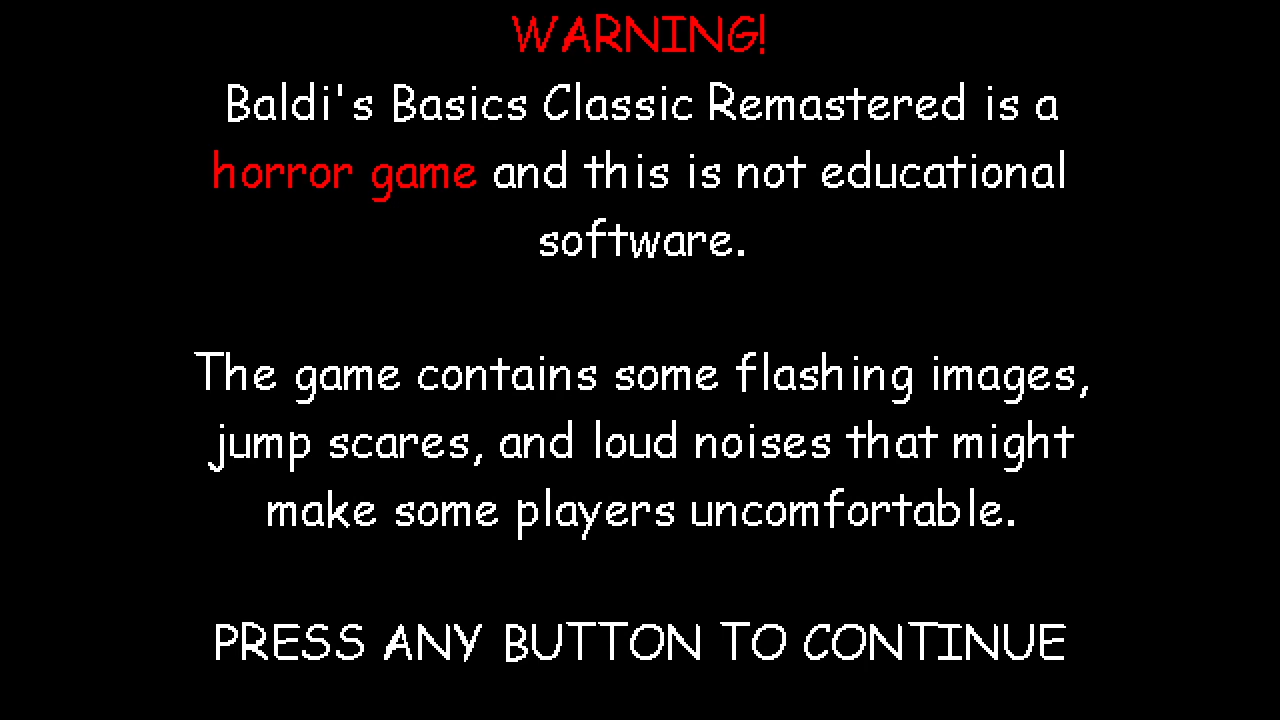 WARNING!
Baldi's Basics Classic Remastered is a
horror game and this is not educational
software.
The game contains some flashing images,
jump scares, and loud noises that might
make some players uncomfortable.
PRESS ANY BUTTON TO CONTINUE